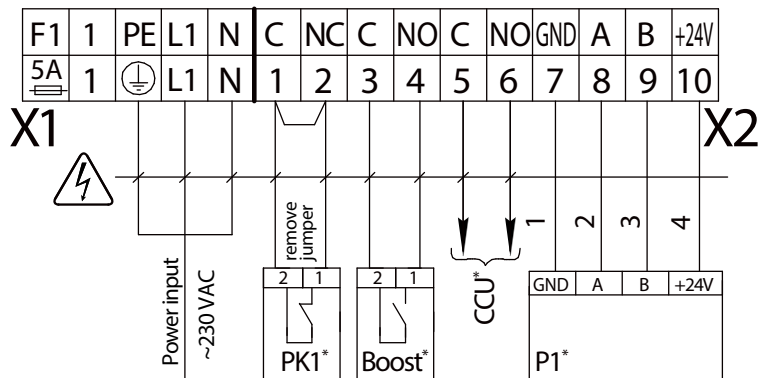 F1 1 PE L1 N C NC C NO C NO GND A B +24V
5A 1 L1 N 1 2 3 4 5 6 7 8 9 10
X1 X2
remove
jumper
1 2 3 4
Power input
~230 VAC
2 1
PK1*
2 1
Boost*
CCU*
GND A B +24V
P1*